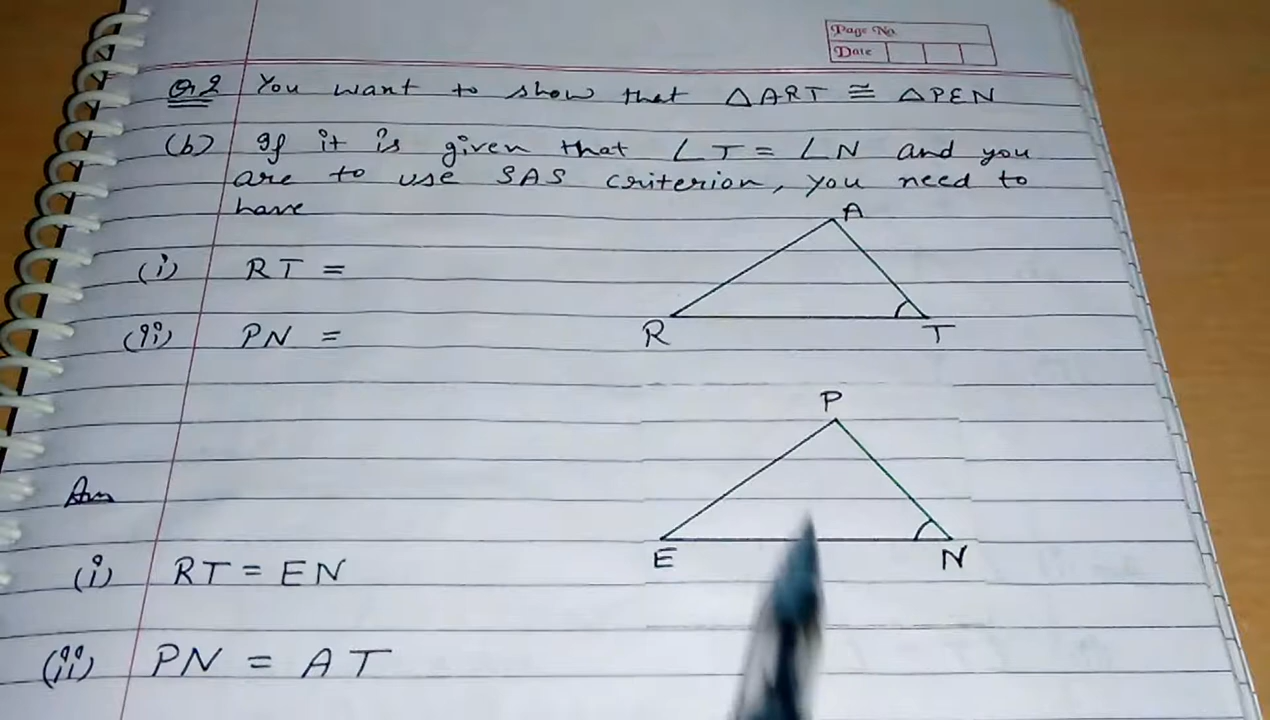 Page No.
Date
Q2 You want to show that △ART ≅ △PEN
(b) If it is given that ∠T = ∠N and you
are to use SAS criterion, you need to
have
A
(i) RT =
(ii) PN =
R
T
P
Ans
E
N
(i) RT = EN
(ii) PN = AT